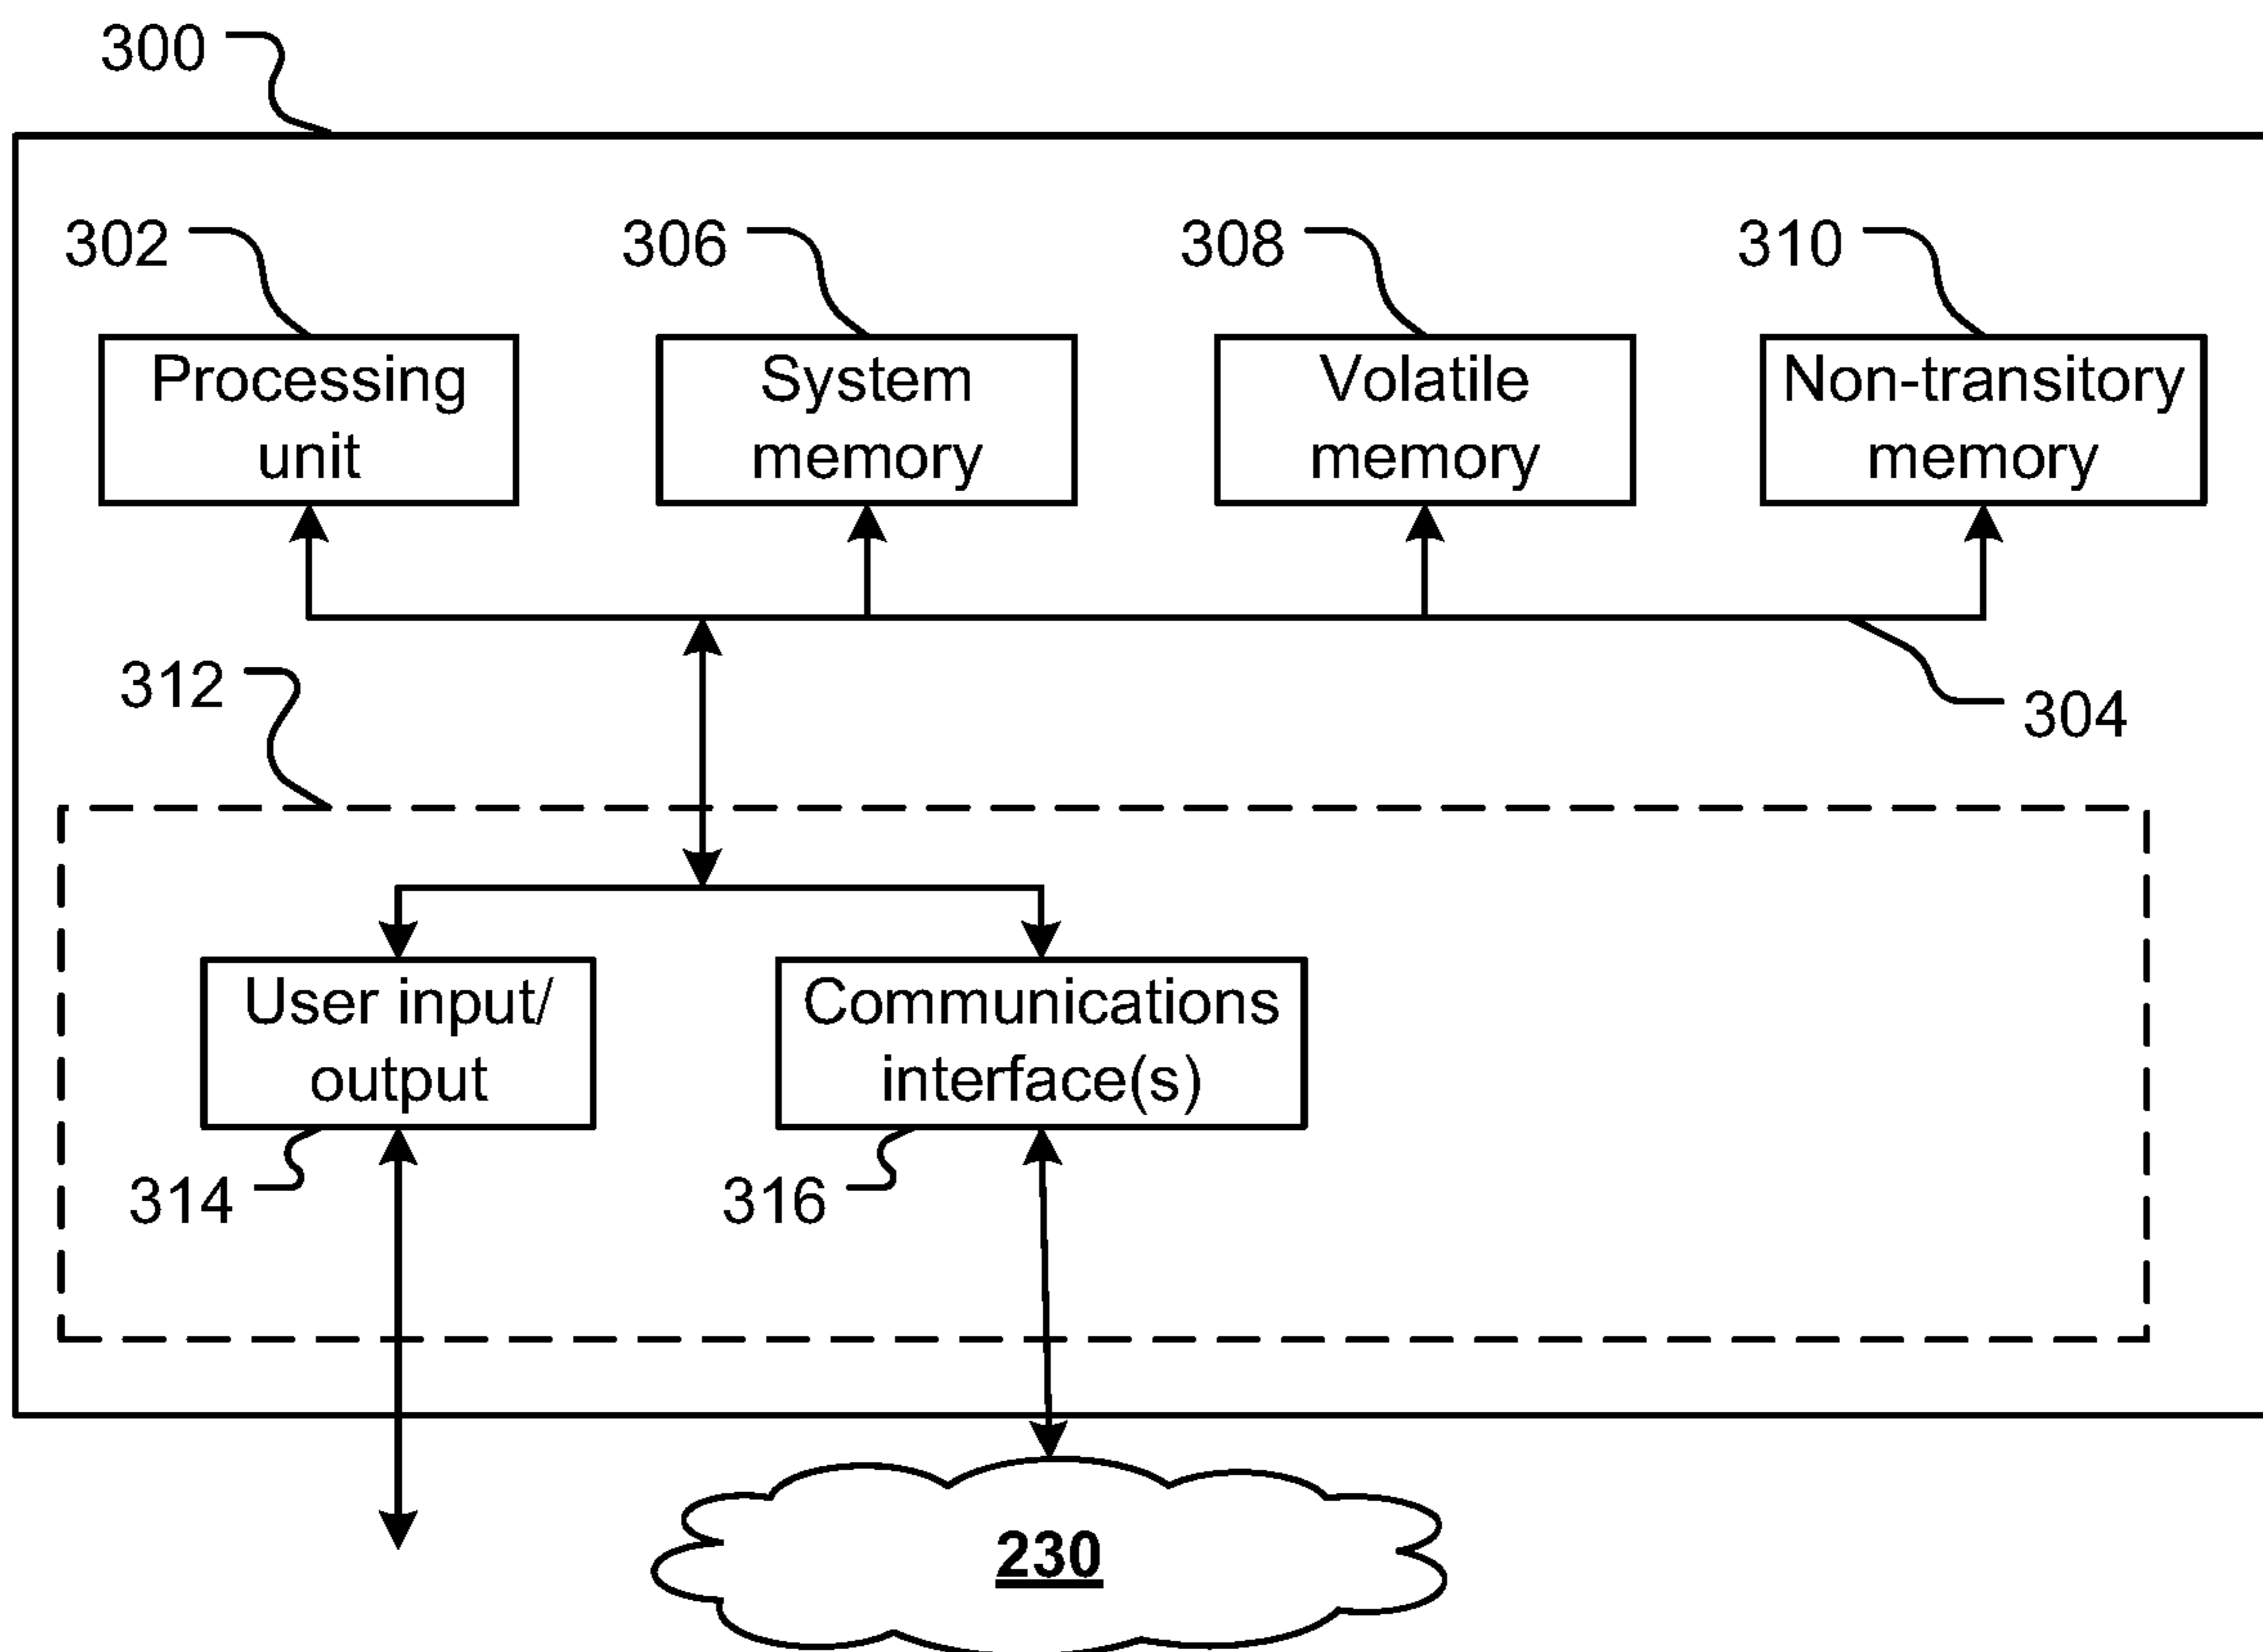 300
302
306
308
310
Processing
unit
System
memory
Volatile
memory
Non-transitory
memory
312
304
User input/
output
Communications
interface(s)
314
316
230